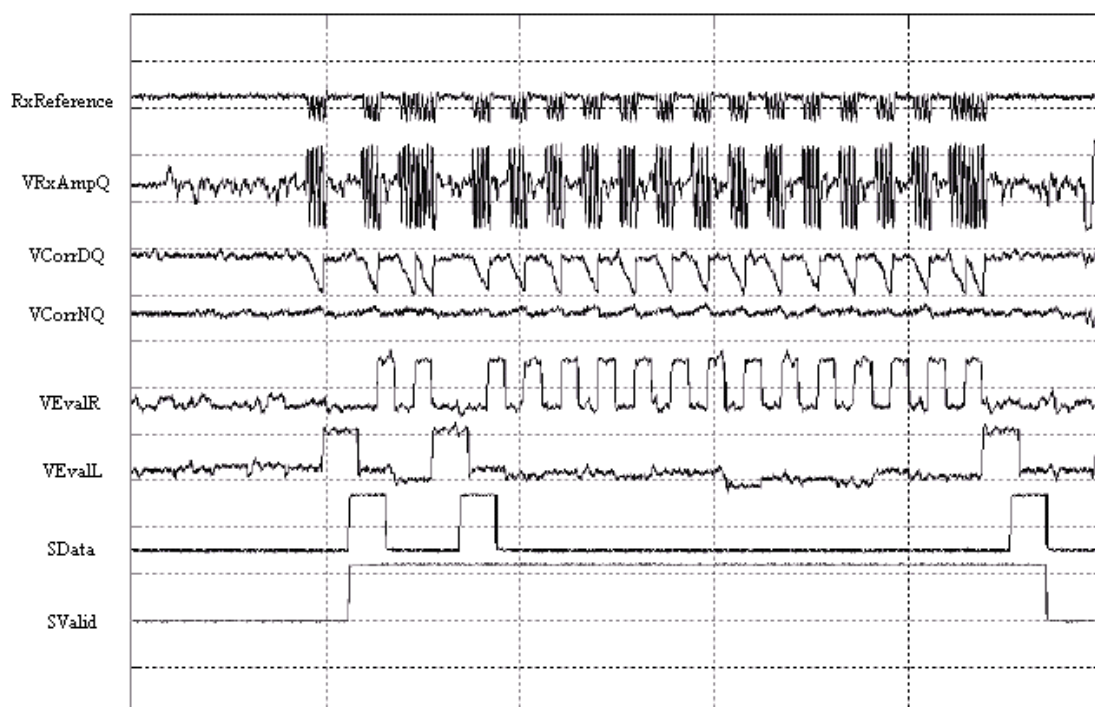 RxReference
VRxAmpQ
VCorrDQ
VCorrNQ
VEvalR
VEvalL
SData
SValid